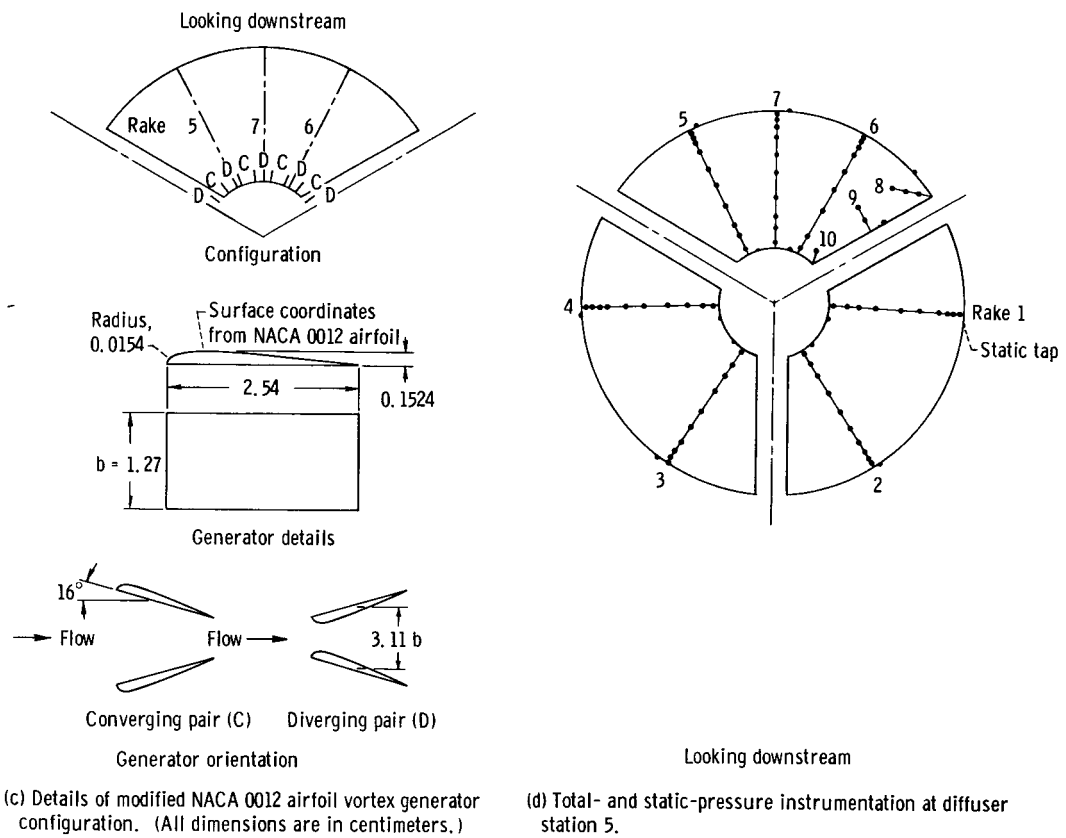 Looking downstream
Rake 5 7 6
D C D C D C D C D
Configuration
Radius,
0.0154
Surface coordinates
from NACA 0012 airfoil
2.54
0.1524
b = 1.27
Generator details
16°
Flow
Flow
3.11 b
Converging pair (C) Diverging pair (D)
Generator orientation
(c) Details of modified NACA 0012 airfoil vortex generator
configuration. (All dimensions are in centimeters.)
7
5
6
8
9
10
4
Rake 1
Static tap
3
2
Looking downstream
(d) Total- and static-pressure instrumentation at diffuser
station 5.